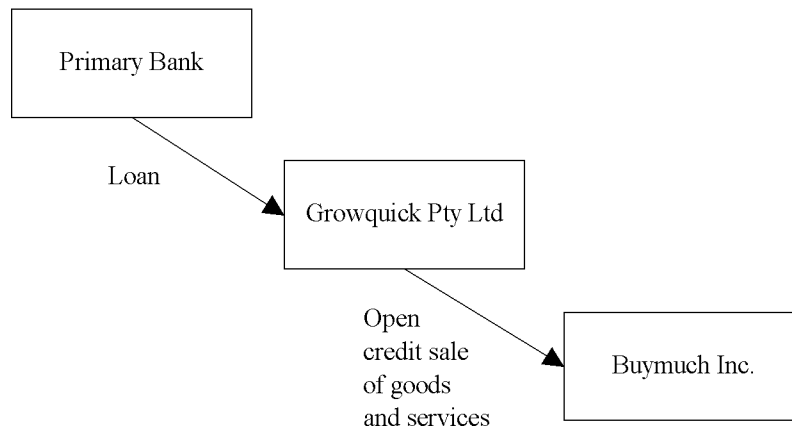 Primary Bank
Loan
Growquick Pty Ltd
Open
credit sale
of goods
and services
Buymuch Inc.